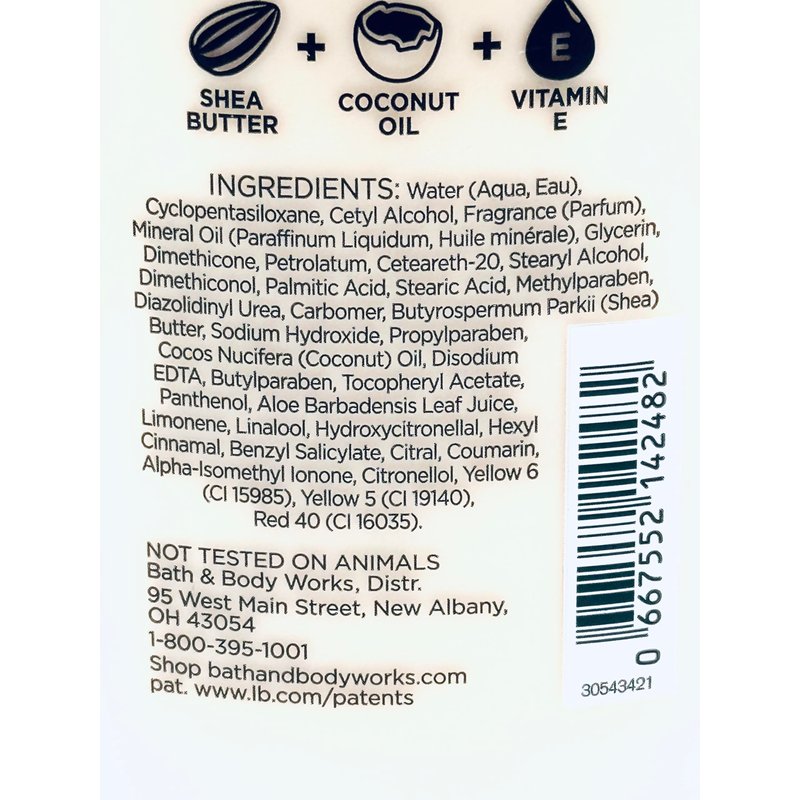 SHEA BUTTER
+
COCONUT OIL
+
E
VITAMIN E
INGREDIENTS: Water (Aqua, Eau),
Cyclopentasiloxane, Cetyl Alcohol, Fragrance (Parfum),
Mineral Oil (Paraffinum Liquidum, Huile minérale), Glycerin,
Dimethicone, Petrolatum, Ceteareth-20, Stearyl Alcohol,
Dimethiconol, Palmitic Acid, Stearic Acid, Methylparaben,
Diazolidinyl Urea, Carbomer, Butyrospermum Parkii (Shea)
Butter, Sodium Hydroxide, Propylparaben,
Cocos Nucifera (Coconut) Oil, Disodium
EDTA, Butylparaben, Tocopheryl Acetate,
Panthenol, Aloe Barbadensis Leaf Juice,
Limonene, Linalool, Hydroxycitronellal, Hexyl
Cinnamal, Benzyl Salicylate, Citral, Coumarin,
Alpha-Isomethyl Ionone, Citronellol, Yellow 6
(CI 15985), Yellow 5 (CI 19140),
Red 40 (CI 16035).
NOT TESTED ON ANIMALS
Bath & Body Works, Distr.
95 West Main Street, New Albany,
OH 43054
1-800-395-1001
Shop bathandbodyworks.com
pat. www.lb.com/patents
0 667552 142482
30543421